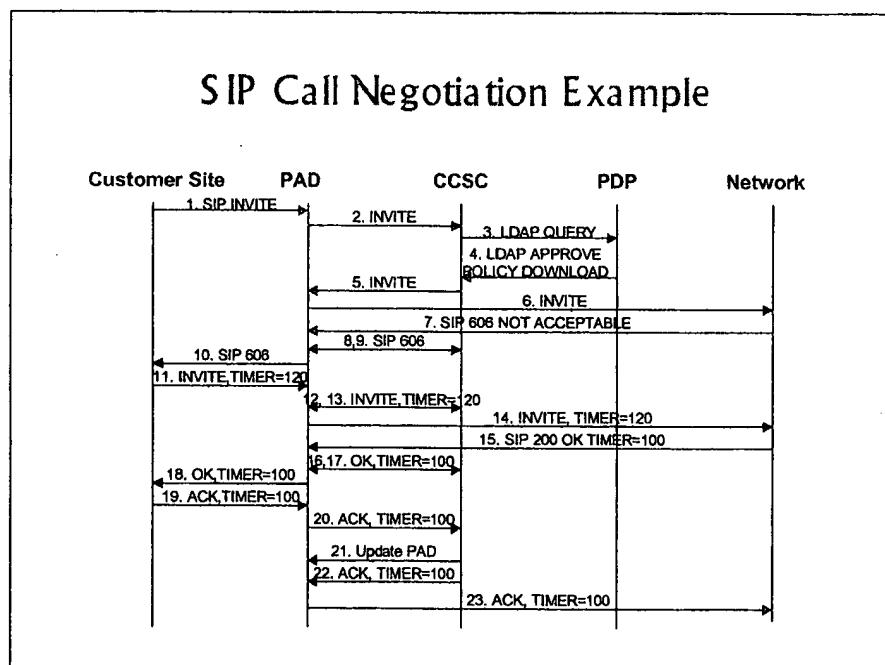 SIP Call Negotiation Example
Customer Site PAD CCSC PDP Network
1. SIP INVITE
2. INVITE
3. LDAP QUERY
4. LDAP APPROVE
POLICY DOWNLOAD
5. INVITE
6. INVITE
7. SIP 606 NOT ACCEPTABLE
8,9. SIP 606
10. SIP 606
11. INVITE,TIMER=120
12, 13. INVITE,TIMER=120
14. INVITE, TIMER=120
15. SIP 200 OK TIMER=100
16,17. OK,TIMER=100
18. OK,TIMER=100
19. ACK,TIMER=100
20. ACK, TIMER=100
21. Update PAD
22. ACK, TIMER=100
23. ACK, TIMER=100